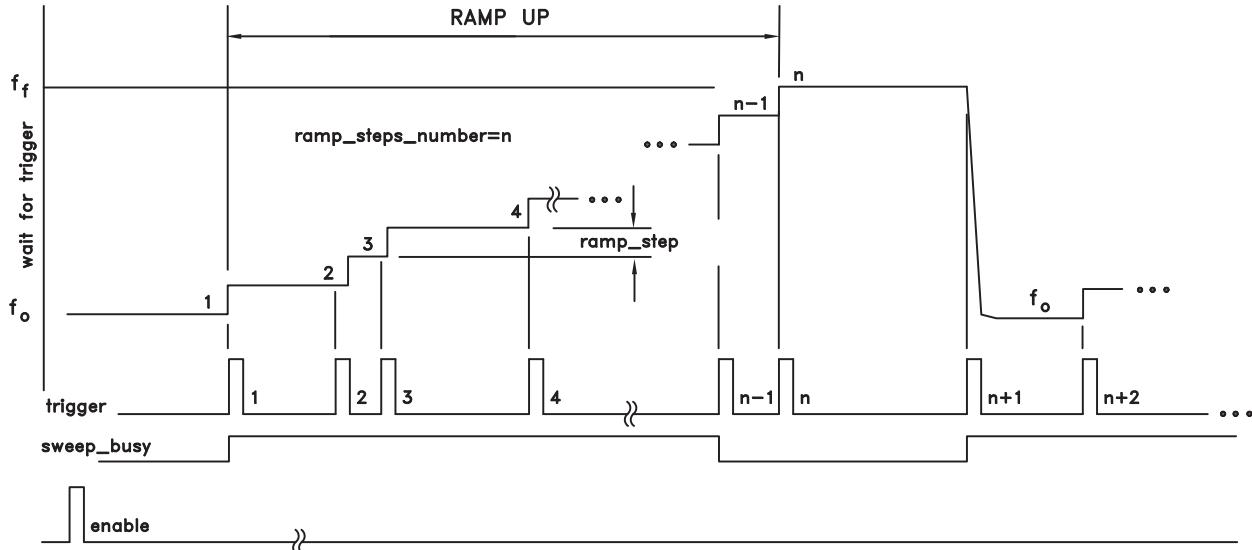 RAMP UP
f f
n
n-1
ramp_steps_number=n
wait for trigger
4
ramp_step
3
2
1
f o
f o
trigger
1
2
3
4
n-1
n
n+1
n+2
sweep_busy
enable